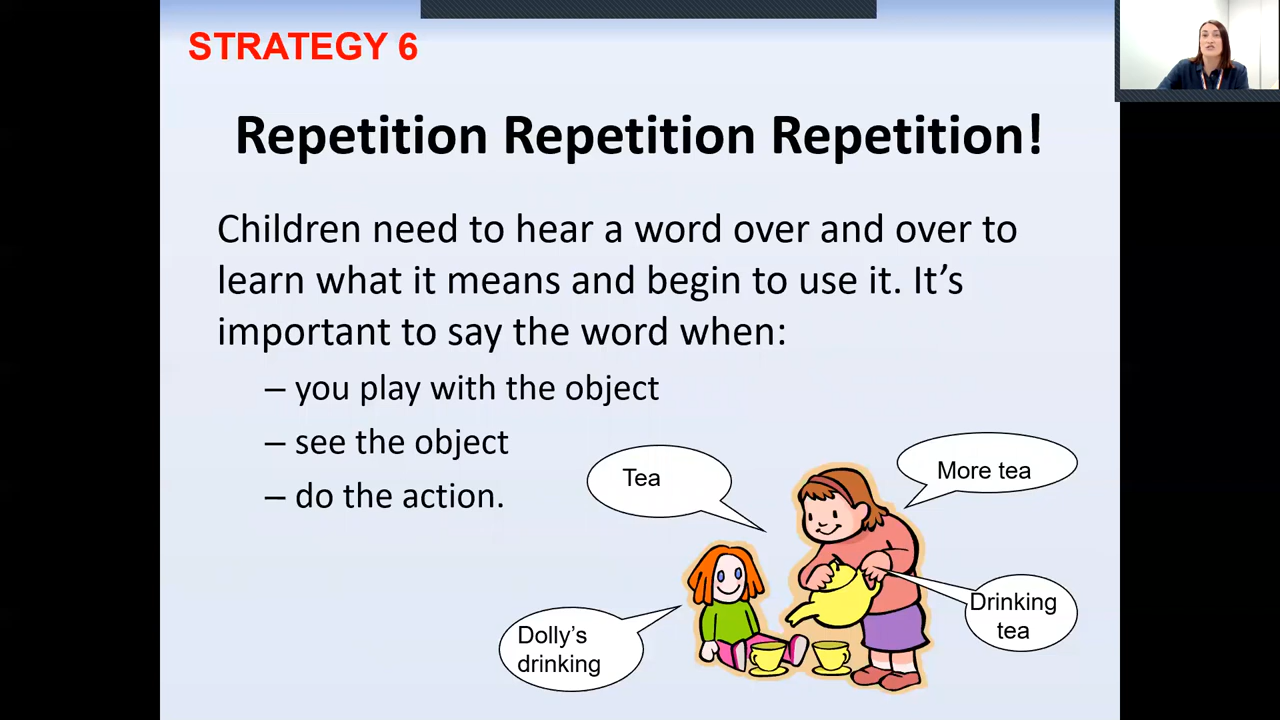 STRATEGY 6
Repetition Repetition Repetition!
Children need to hear a word over and over to
learn what it means and begin to use it. It’s
important to say the word when:
– you play with the object
– see the object
– do the action.
Tea
More tea
Drinking
tea
Dolly’s
drinking